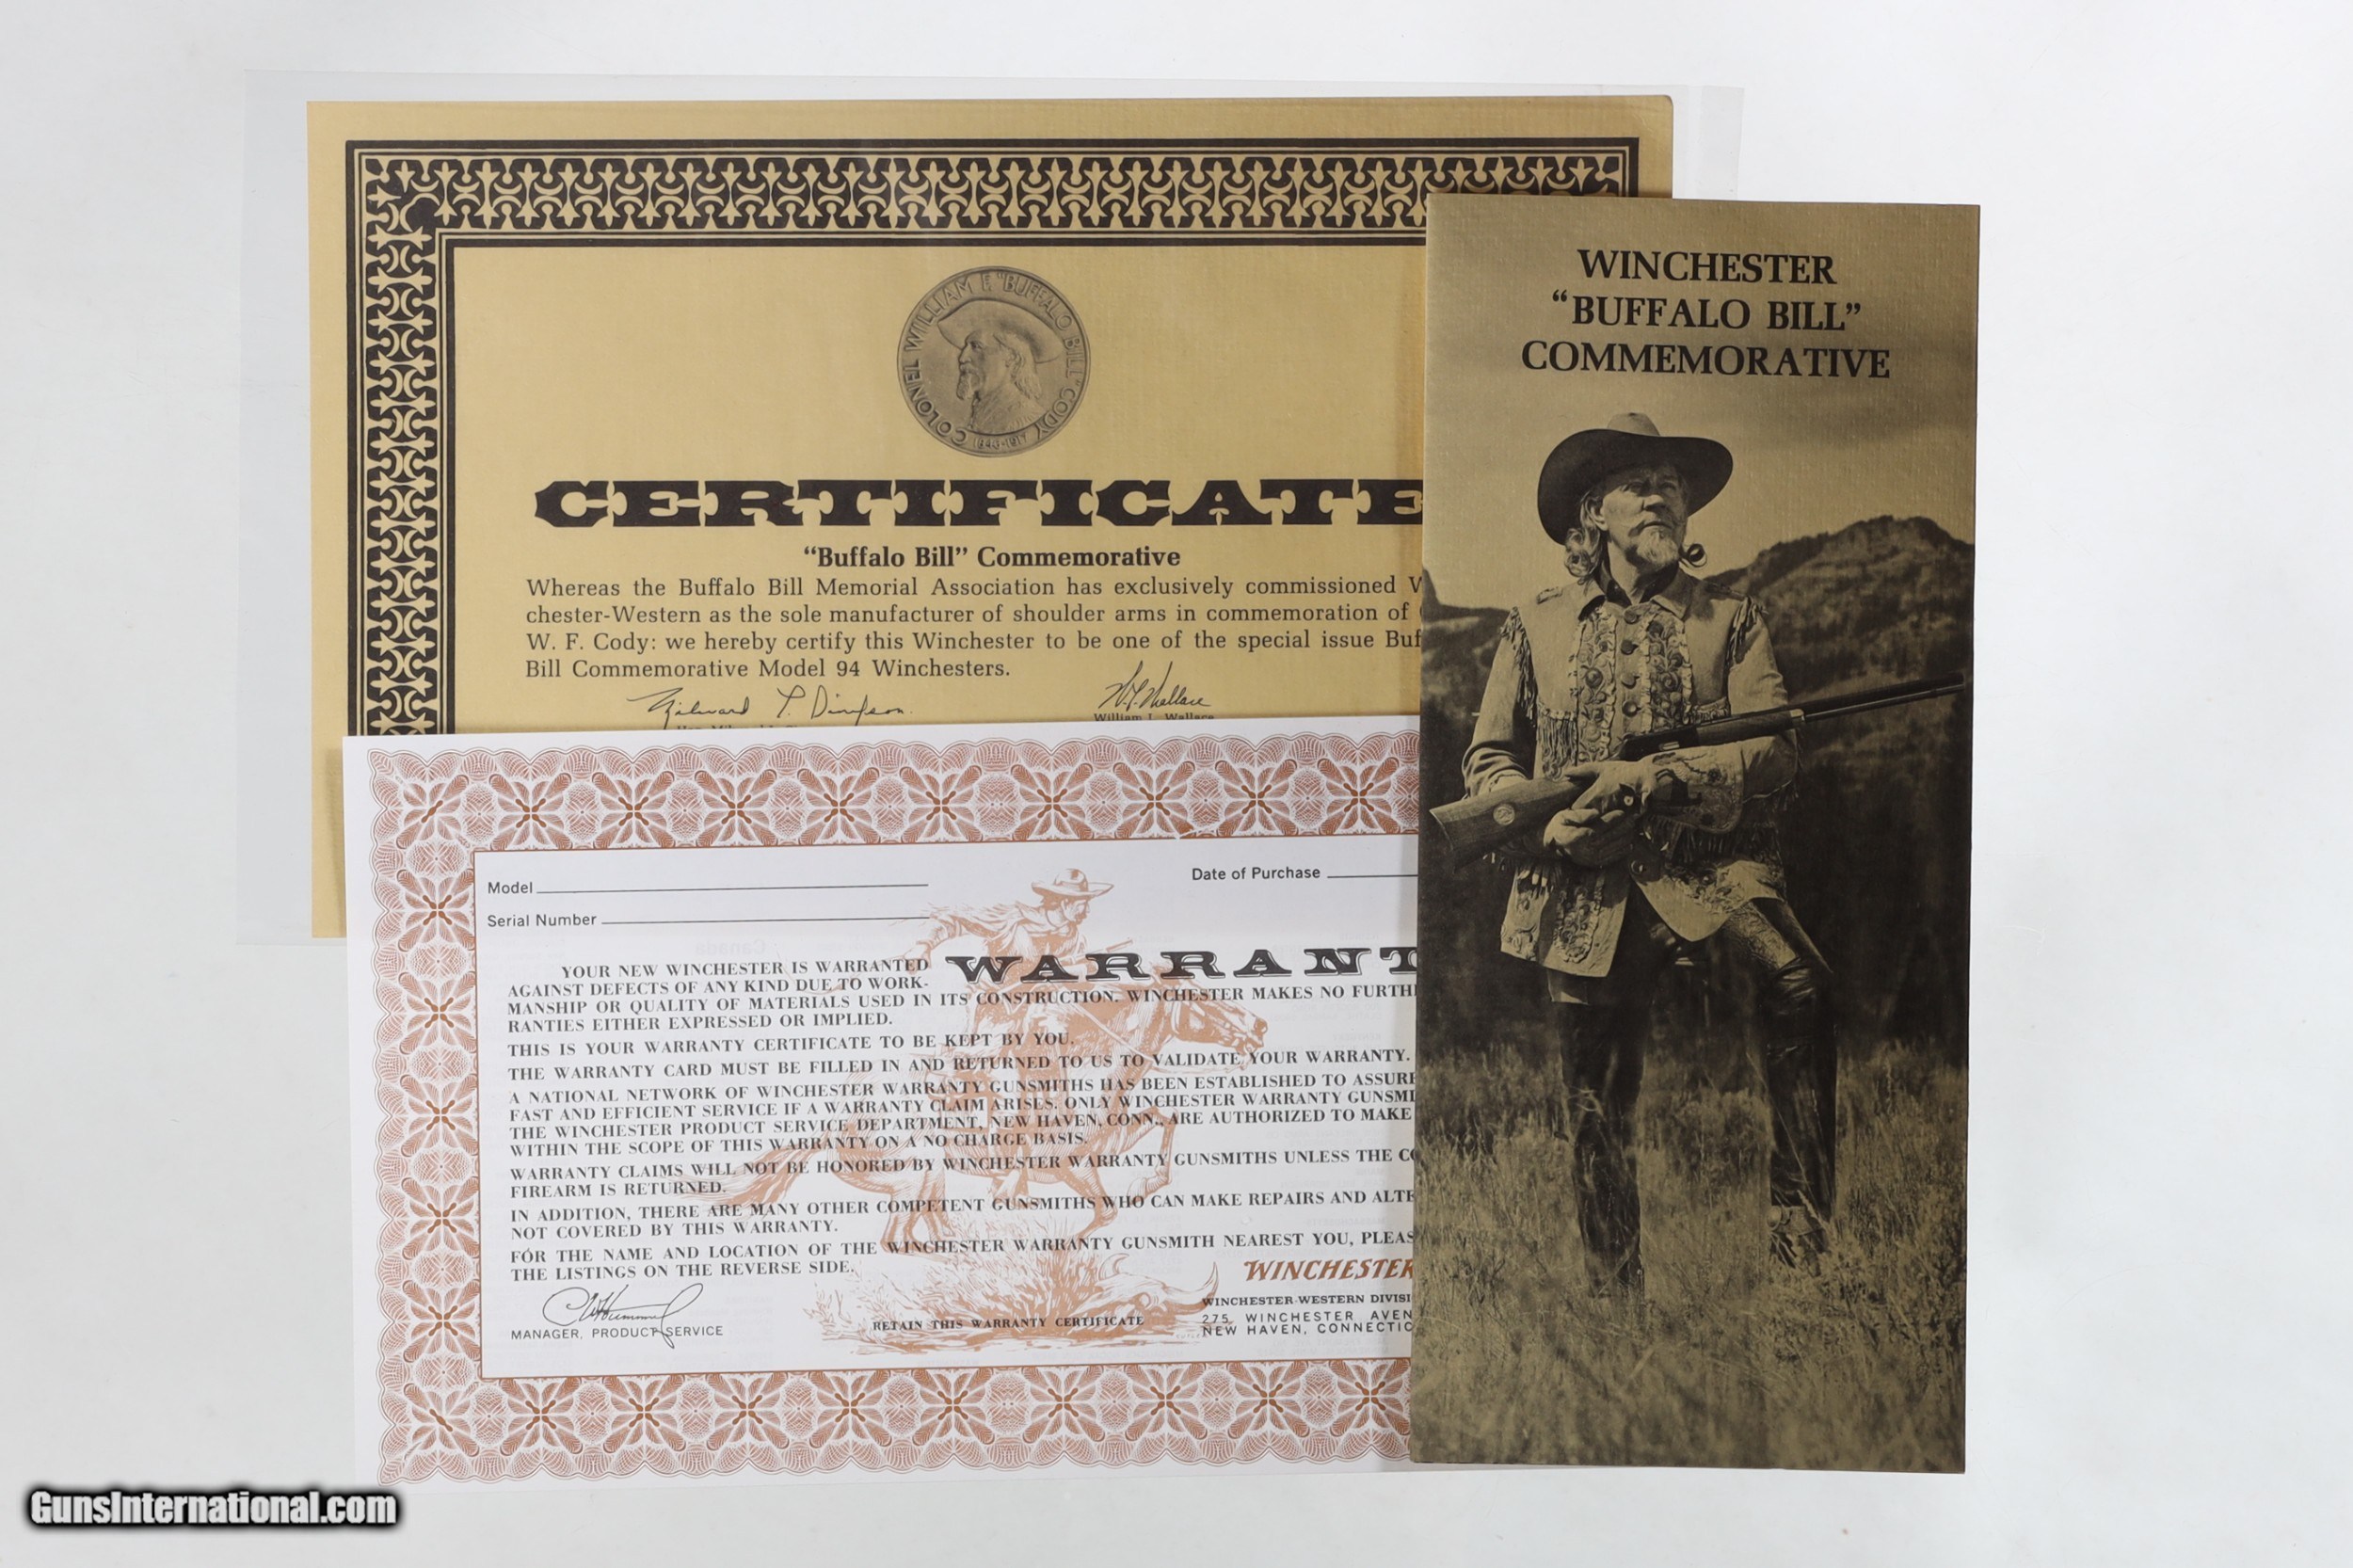 COLONEL WILLIAM F. "BUFFALO BILL" CODY
1846-1917
CERTIFICATE
“Buffalo Bill” Commemorative
Whereas the Buffalo Bill Memorial Association has exclusively commissioned
chester-Western as the sole manufacturer of shoulder arms in commemoration of
W. F. Cody: we hereby certify this Winchester to be one of the special issue Buf
Bill Commemorative Model 94 Winchesters.
William L. Wallace
WINCHESTER
“BUFFALO BILL”
COMMEMORATIVE
Model
Date of Purchase
Serial Number
WARRANT
YOUR NEW WINCHESTER IS WARRANTED
AGAINST DEFECTS OF ANY KIND DUE TO WORK-
MANSHIP OR QUALITY OF MATERIALS USED IN ITS CONSTRUCTION. WINCHESTER MAKES NO FURTH
RANTIES EITHER EXPRESSED OR IMPLIED.
THIS IS YOUR WARRANTY CERTIFICATE TO BE KEPT BY YOU.
THE WARRANTY CARD MUST BE FILLED IN AND RETURNED TO US TO VALIDATE YOUR WARRANTY.
A NATIONAL NETWORK OF WINCHESTER WARRANTY GUNSMITHS HAS BEEN ESTABLISHED TO ASSURE
FAST AND EFFICIENT SERVICE IF A WARRANTY CLAIM ARISES. ONLY WINCHESTER WARRANTY GUNSMI
THE WINCHESTER PRODUCT SERVICE DEPARTMENT, NEW HAVEN, CONN., ARE AUTHORIZED TO MAKE
WITHIN THE SCOPE OF THIS WARRANTY ON A NO CHARGE BASIS.
WARRANTY CLAIMS WILL NOT BE HONORED BY WINCHESTER WARRANTY GUNSMITHS UNLESS THE CO
FIREARM IS RETURNED.
IN ADDITION, THERE ARE MANY OTHER COMPETENT GUNSMITHS WHO CAN MAKE REPAIRS AND ALTE
NOT COVERED BY THIS WARRANTY.
FOR THE NAME AND LOCATION OF THE WINCHESTER WARRANTY GUNSMITH NEAREST YOU, PLEAS
THE LISTINGS ON THE REVERSE SIDE.
WINCHESTER
WINCHESTER-WESTERN DIVISI
275 WINCHESTER AVEN
NEW HAVEN, CONNECTIC
MANAGER, PRODUCT SERVICE
RETAIN THIS WARRANTY CERTIFICATE
GunsInternational.com